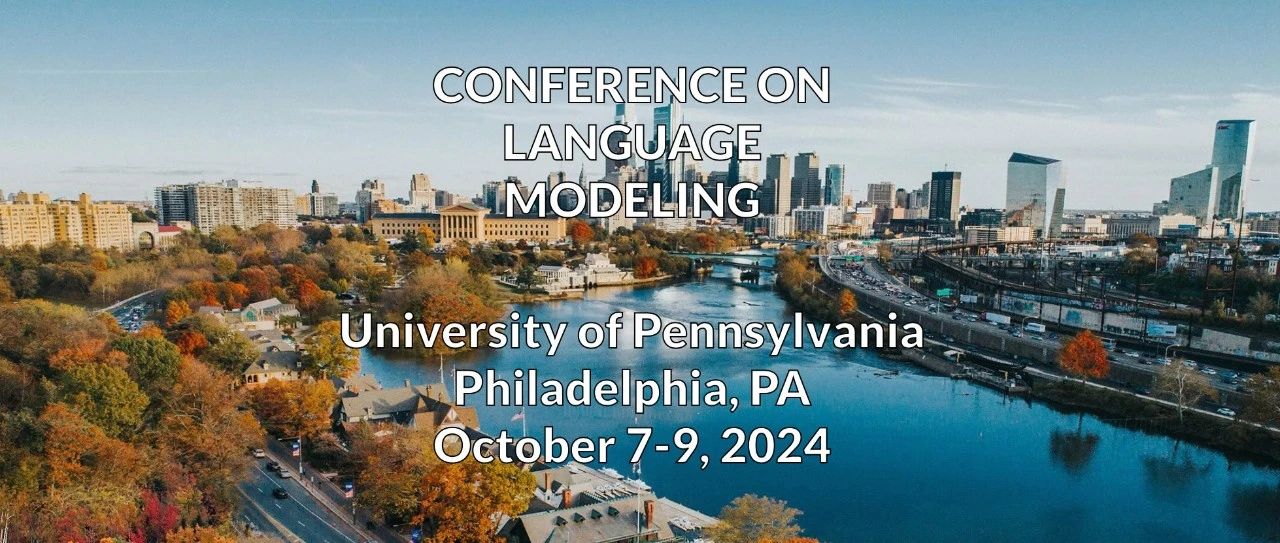 CONFERENCE ON
LANGUAGE
MODELING
University of Pennsylvania
Philadelphia, PA
October 7-9, 2024